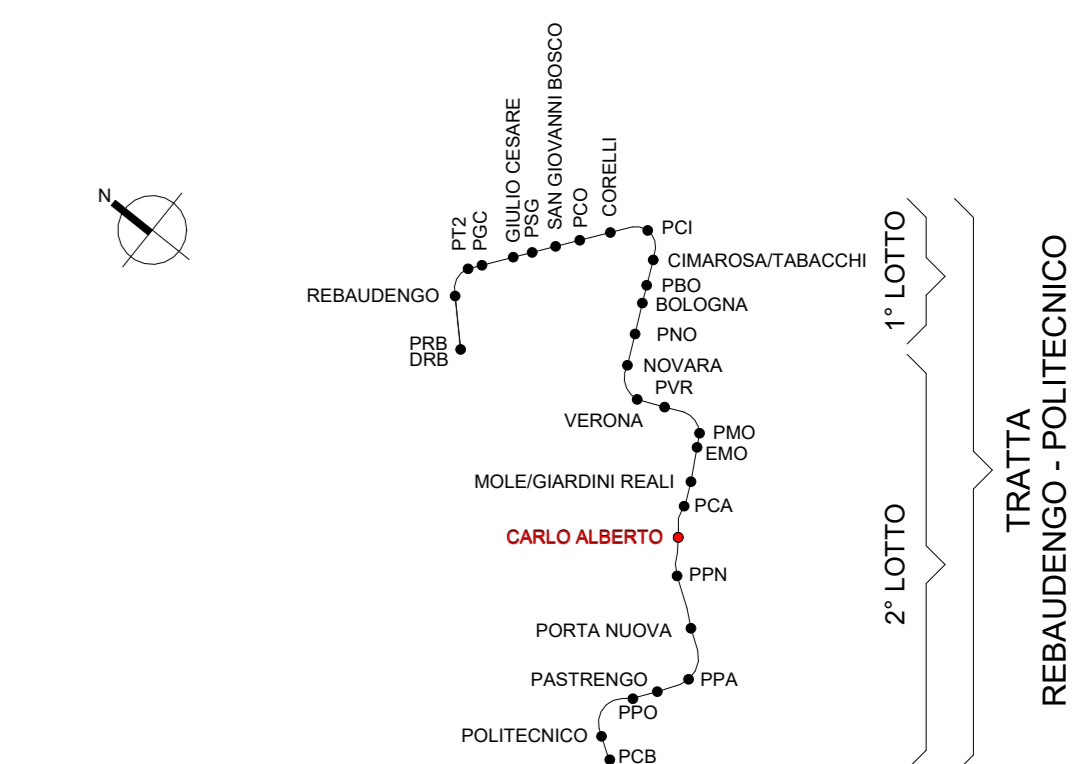 N
PT2
PGC
GIULIO CESARE
PSG
SAN GIOVANNI BOSCO
PCO
CORELLI
PCI
CIMAROSA/TABACCHI
REBAUDENGO
PBO
BOLOGNA
PRB
DRB
PNO
NOVARA
PVR
VERONA
PMO
EMO
MOLE/GIARDINI REALI
PCA
CARLO ALBERTO
PPN
PORTA NUOVA
PASTRENGO
PPA
PPO
POLITECNICO
PCB
1° LOTTO
2° LOTTO
TRATTA
REBAUDENGO - POLITECNICO